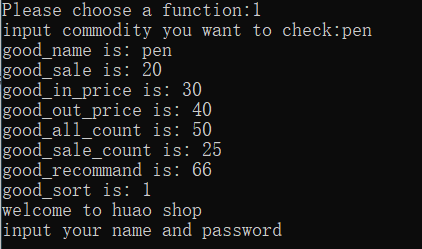 Please choose a function:1
input commodity you want to check:pen
good_name is: pen
good_sale is: 20
good_in_price is: 30
good_out_price is: 40
good_all_count is: 50
good_sale_count is: 25
good_recommand is: 66
good_sort is: 1
welcome to huao shop
input your name and password